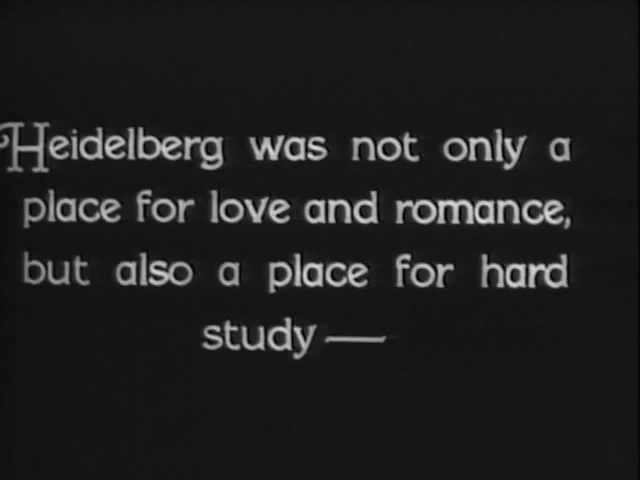 Heidelberg was not only a
place for love and romance,
but also a place for hard
study —